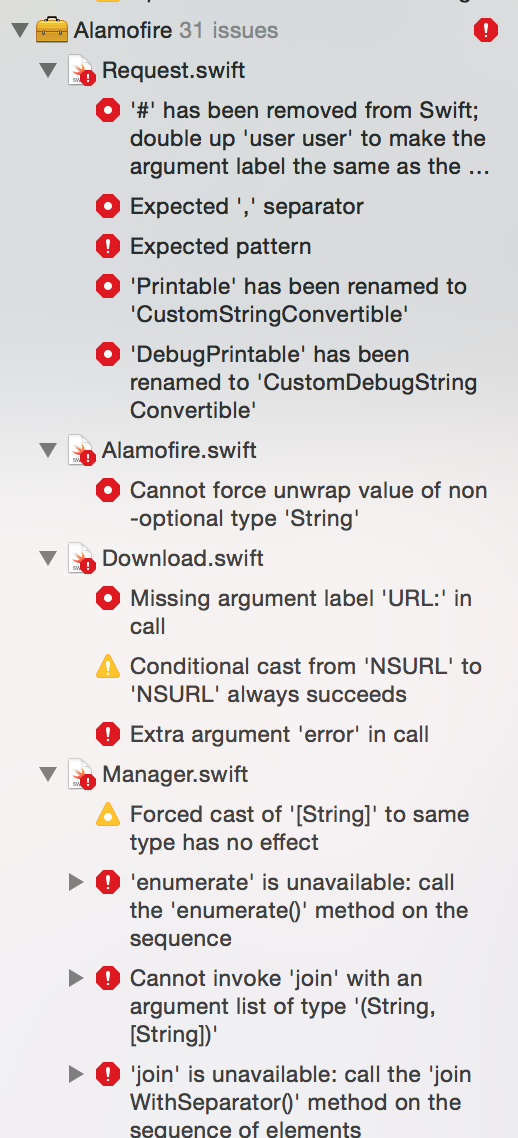 Alamofire 31 issues
Request.swift
'#' has been removed from Swift;
double up 'user user' to make the
argument label the same as the ...
Expected ',' separator
Expected pattern
'Printable' has been renamed to
'CustomStringConvertible'
'DebugPrintable' has been
renamed to 'CustomDebugString
Convertible'
Alamofire.swift
Cannot force unwrap value of non
-optional type 'String'
Download.swift
Missing argument label 'URL:' in
call
Conditional cast from 'NSURL' to
'NSURL' always succeeds
Extra argument 'error' in call
Manager.swift
Forced cast of '[String]' to same
type has no effect
'enumerate' is unavailable: call
the 'enumerate()' method on the
sequence
Cannot invoke 'join' with an
argument list of type '(String,
[String])'
'join' is unavailable: call the 'join
WithSeparator()' method on the
sequence of elements